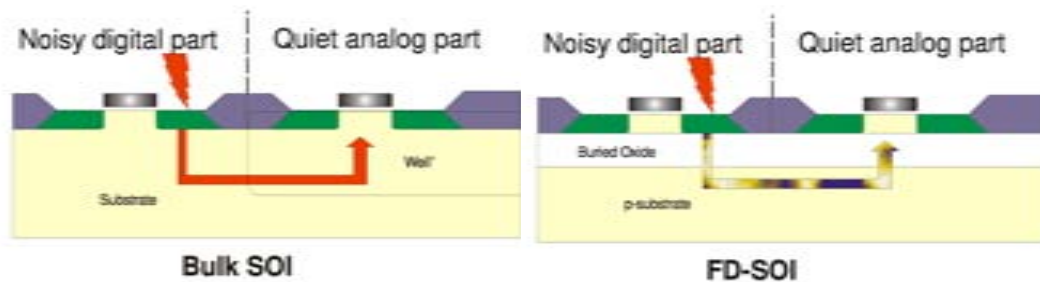 Noisy digital part
Quiet analog part
Well"
Substrate
Bulk SOI
Noisy digital part
Quiet analog part
Buried Oxide
p-substrate
FD-SOI